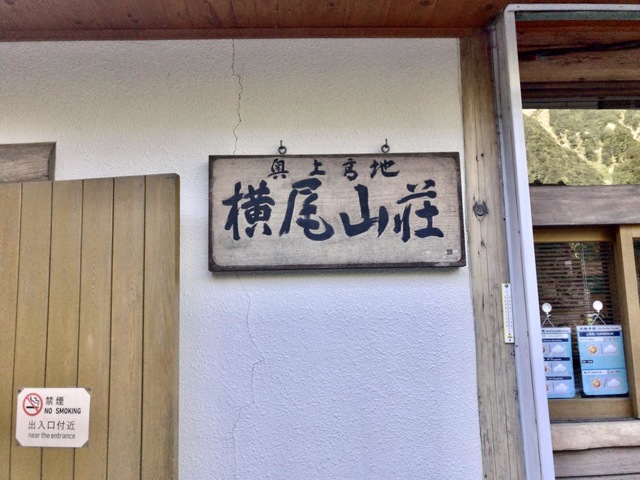 奥上高地
横尾山荘
禁煙
NO SMOKING
出入口付近
near the entrance